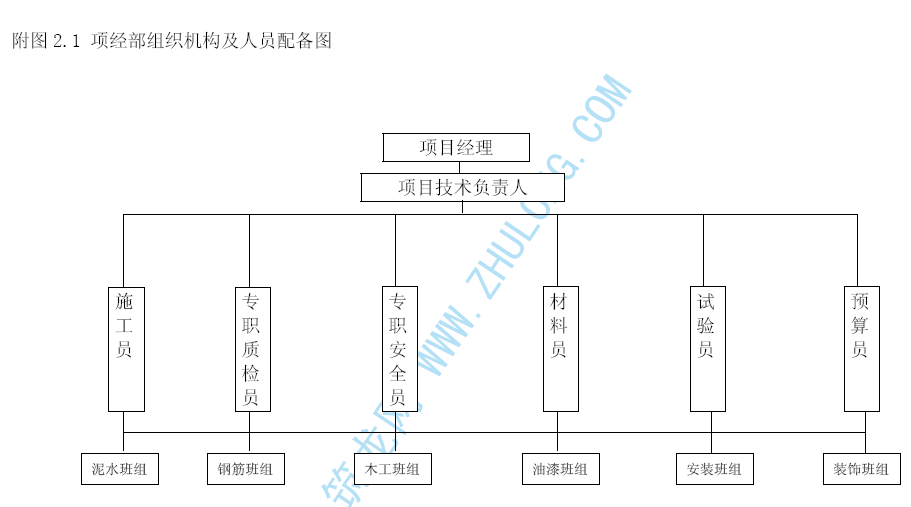 附图2.1 项经部组织机构及人员配备图
项目经理
项目技术负责人
施工员
专职质检员
专职安全员
材料员
试验员
预算员
泥水班组
钢筋班组
木工班组
油漆班组
安装班组
装饰班组
筑龙网 WWW.ZHULONG.COM